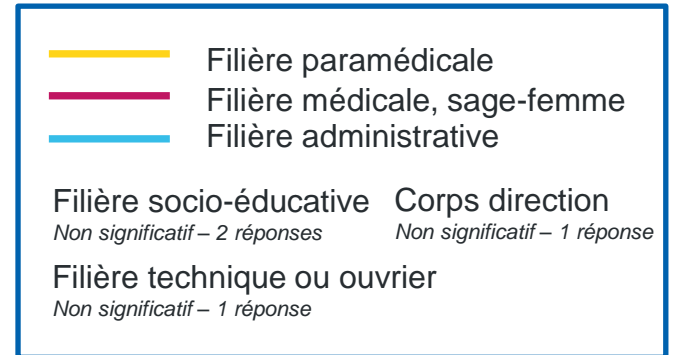 Filière paramédicale
Filière médicale, sage-femme
Filière administrative
Filière socio-éducative
Non significatif – 2 réponses
Corps direction
Non significatif – 1 réponse
Filière technique ou ouvrier
Non significatif – 1 réponse